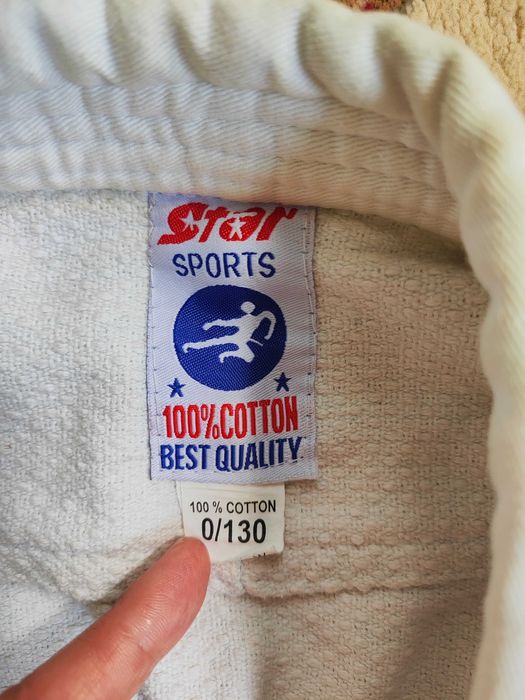 Star
SPORTS
100%COTTON
BEST QUALITY
100 % COTTON
0/130